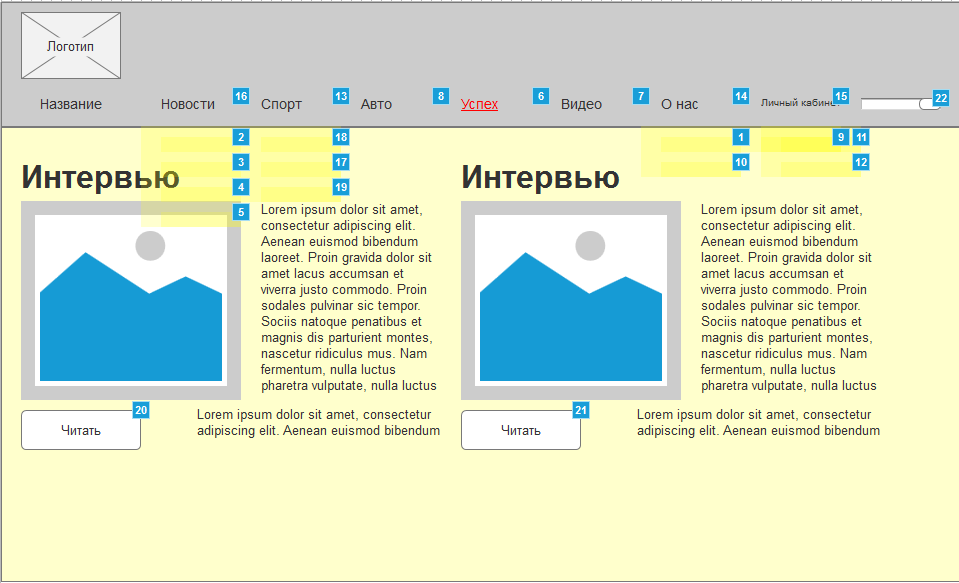 Логотип
Название Новости 16 Спорт 13 Авто 8 Успех 6 Видео 7 О нас 14 Личный кабинет 15 22
2 18 1 9 11
3 17 10 12
Интервью Интервью
4 19
5
Lorem ipsum dolor sit amet,
consectetur adipiscing elit.
Aenean euismod bibendum
laoreet. Proin gravida dolor sit
amet lacus accumsan et
viverra justo commodo. Proin
sodales pulvinar sic tempor.
Sociis natoque penatibus et
magnis dis parturient montes,
nascetur ridiculus mus. Nam
fermentum, nulla luctus
pharetra vulputate, nulla luctus
Lorem ipsum dolor sit amet,
consectetur adipiscing elit.
Aenean euismod bibendum
laoreet. Proin gravida dolor sit
amet lacus accumsan et
viverra justo commodo. Proin
sodales pulvinar sic tempor.
Sociis natoque penatibus et
magnis dis parturient montes,
nascetur ridiculus mus. Nam
fermentum, nulla luctus
pharetra vulputate, nulla luctus
20
Читать
Lorem ipsum dolor sit amet, consectetur
adipiscing elit. Aenean euismod bibendum
21
Читать
Lorem ipsum dolor sit amet, consectetur
adipiscing elit. Aenean euismod bibendum